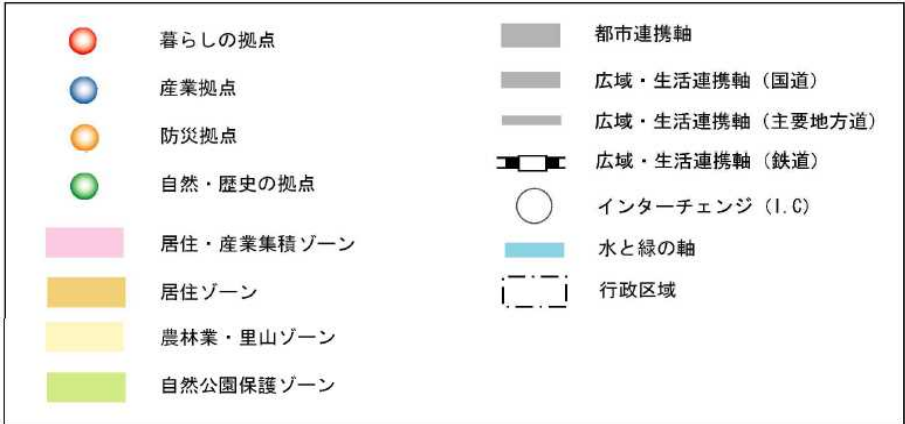 暮らしの拠点
産業拠点
防災拠点
自然・歴史の拠点
居住・産業集積ゾーン
居住ゾーン
農林業・里山ゾーン
自然公園保護ゾーン
都市連携軸
広域・生活連携軸（国道）
広域・生活連携軸（主要地方道）
広域・生活連携軸（鉄道）
インターチェンジ（I.C）
水と緑の軸
行政区域